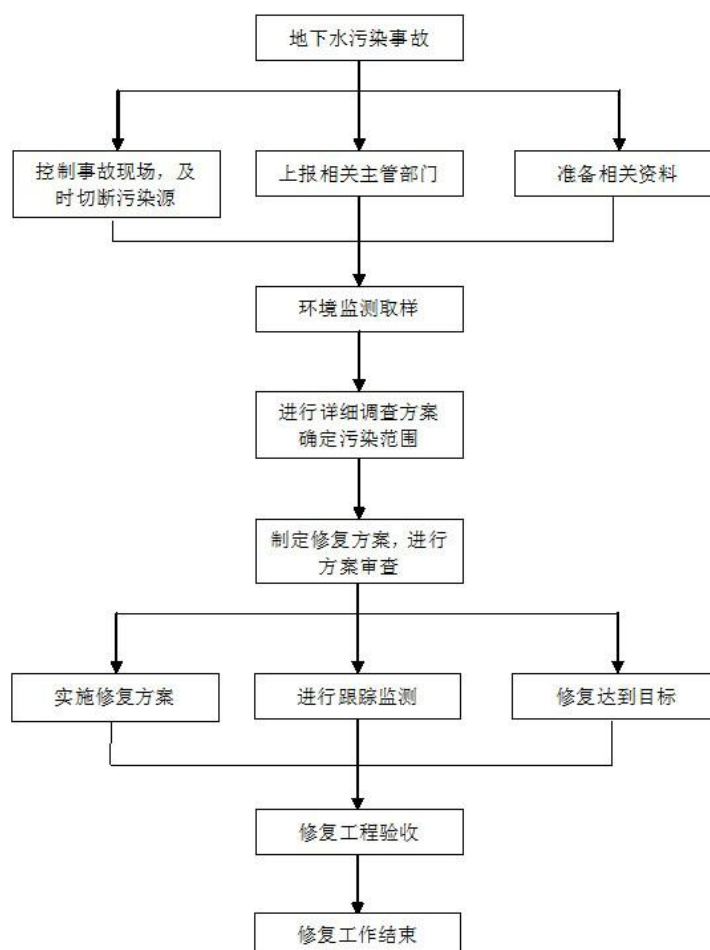 地下水污染事故
控制事故现场，及
时切断污染源
上报相关主管部门
准备相关资料
环境监测取样
进行详细调查方案
确定污染范围
制定修复方案，进行
方案审查
实施修复方案
进行跟踪监测
修复达到目标
修复工程验收
修复工作结束